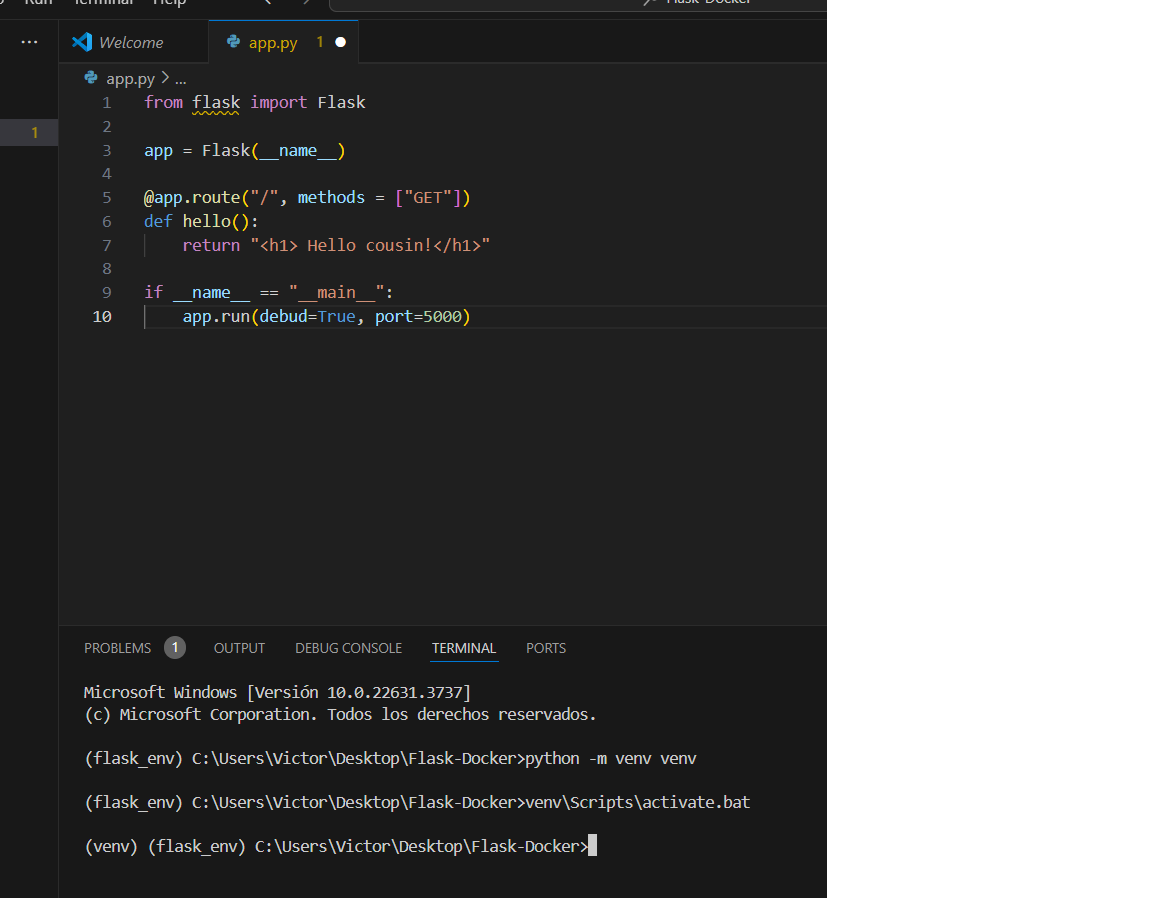 Run Terminal Help Flask-Docker
Welcome app.py 1
app.py > ...
1
1 from flask import Flask
2
3 app = Flask(__name__)
4
5 @app.route("/", methods = ["GET"])
6 def hello():
7 return "<h1> Hello cousin!</h1>"
8
9 if __name__ == "__main__":
10 app.run(debud=True, port=5000)
PROBLEMS 1 OUTPUT DEBUG CONSOLE TERMINAL PORTS
Microsoft Windows [Versión 10.0.22631.3737]
(c) Microsoft Corporation. Todos los derechos reservados.
(flask_env) C:\Users\Victor\Desktop\Flask-Docker>python -m venv venv
(flask_env) C:\Users\Victor\Desktop\Flask-Docker>venv\Scripts\activate.bat
(venv) (flask_env) C:\Users\Victor\Desktop\Flask-Docker>